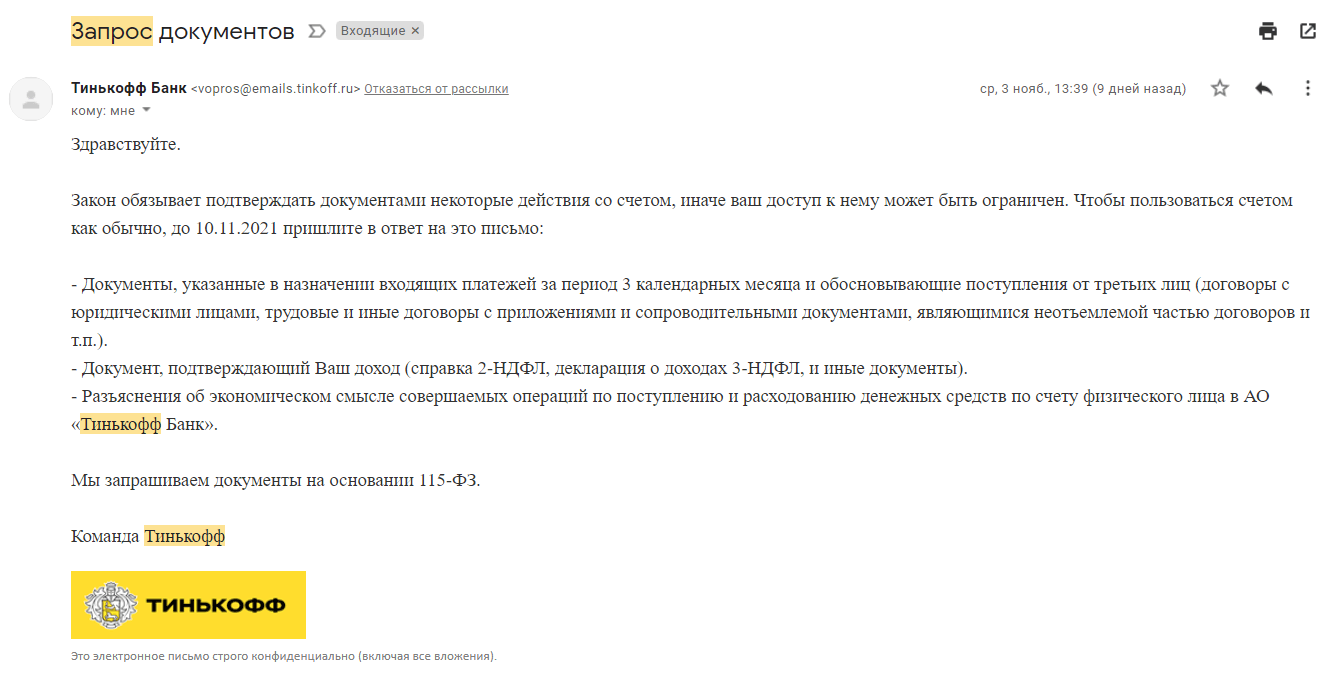 Запрос документов Входящие ×
Тинькофф Банк <vopros@emails.tinkoff.ru> Отказаться от рассылки ср, 3 нояб., 13:39 (9 дней назад)
кому: мне
Здравствуйте.
Закон обязывает подтверждать документами некоторые действия со счетом, иначе ваш доступ к нему может быть ограничен. Чтобы пользоваться счетом
как обычно, до 10.11.2021 пришлите в ответ на это письмо:
- Документы, указанные в назначении входящих платежей за период 3 календарных месяца и обосновывающие поступления от третьих лиц (договоры с
юридическими лицами, трудовые и иные договоры с приложениями и сопроводительными документами, являющимися неотъемлемой частью договоров и
т.п.).
- Документ, подтверждающий Ваш доход (справка 2-НДФЛ, декларация о доходах 3-НДФЛ, и иные документы).
- Разъяснения об экономическом смысле совершаемых операций по поступлению и расходованию денежных средств по счету физического лица в АО
«Тинькофф Банк».
Мы запрашиваем документы на основании 115-ФЗ.
Команда Тинькофф
ТИНЬКОФФ
Это электронное письмо строго конфиденциально (включая все вложения).